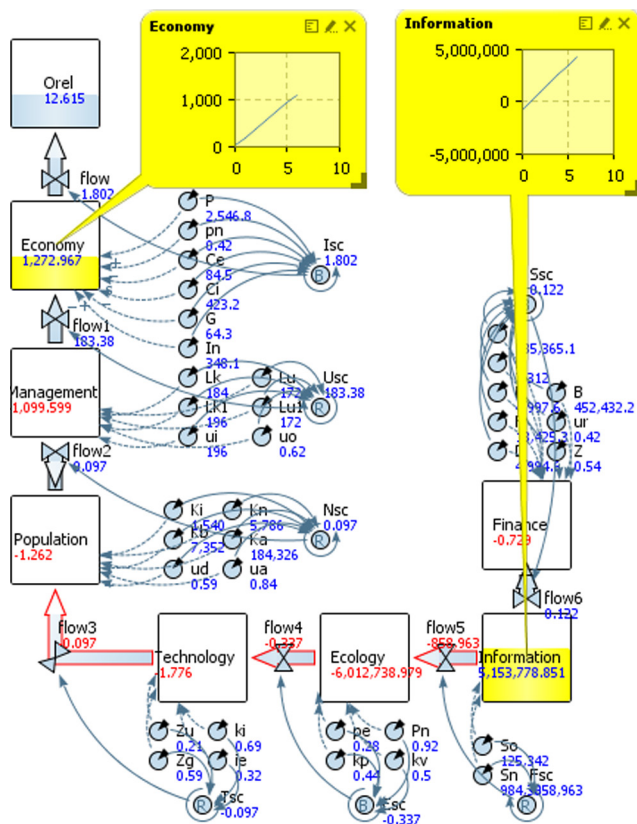 Economy
2,000
1,000
0
0
5
10
Information
5,000,000
0
-5,000,000
0
5
10
Orel
12.615
flow
1.802
Economy
1,272.967
P
2,546.8
pn
0.42
Ce
84.5
Ci
423.2
G
64.3
In
348.1
Isc
1.802
B
flow1
183.38
Management
-1,099.599
Lk
184
Lu
172
Lk1
196
Lu1
172
ui
196
uo
0.62
Usc
183.38
R
flow2
0.097
Population
-1.262
Ki
1,540
Kn
5,786
Kb
7,352
Ka
184,326
ud
0.59
ua
0.84
Nsc
0.097
R
Ssc
0.122
B
452,432.2
ur
0.42
Z
0.54
Finance
-0.729
flow6
0.122
flow3
-0.097
Technology
-1.776
flow4
-0.337
Ecology
-6,012,738.979
flow5
-858.963
Information
5,153,778.851
Zu
0.21
ki
0.69
Zg
0.59
ie
0.32
Tsc
-0.097
R
pe
0.28
Pn
0.92
kp
0.44
kv
0.5
Esc
-0.337
B
So
125.342
Sn
Fsc
R